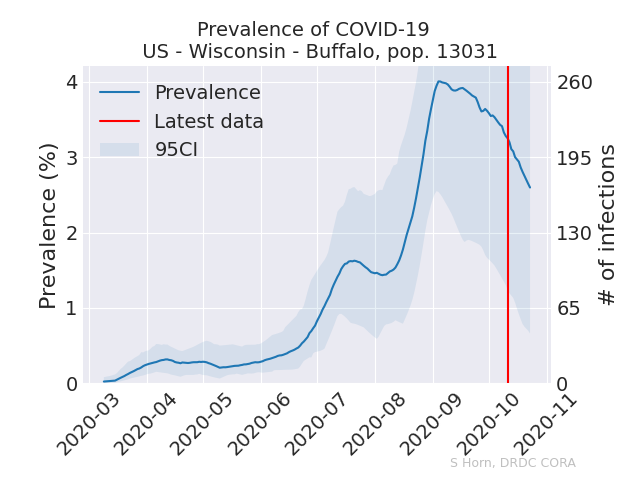 Prevalence of COVID-19
US - Wisconsin - Buffalo, pop. 13031
Prevalence
Latest data
95CI
Prevalence (%)
4
3
2
1
0
# of infections
260
195
130
65
0
2020-03
2020-04
2020-05
2020-06
2020-07
2020-08
2020-09
2020-10
2020-11
S Horn, DRDC CORA